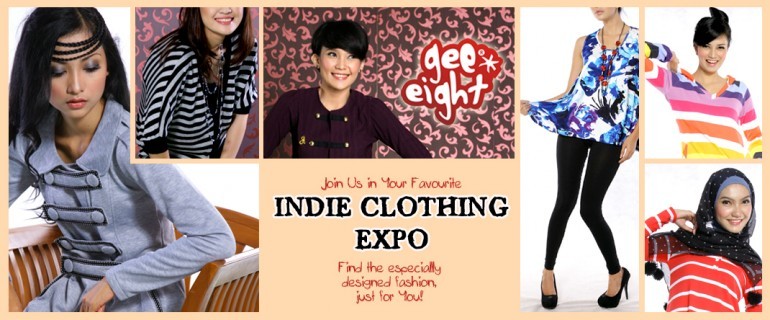 gee
eight
Join Us in Your Favourite
INDIE CLOTHING
EXPO
Find the especially
designed fashion,
just for You!